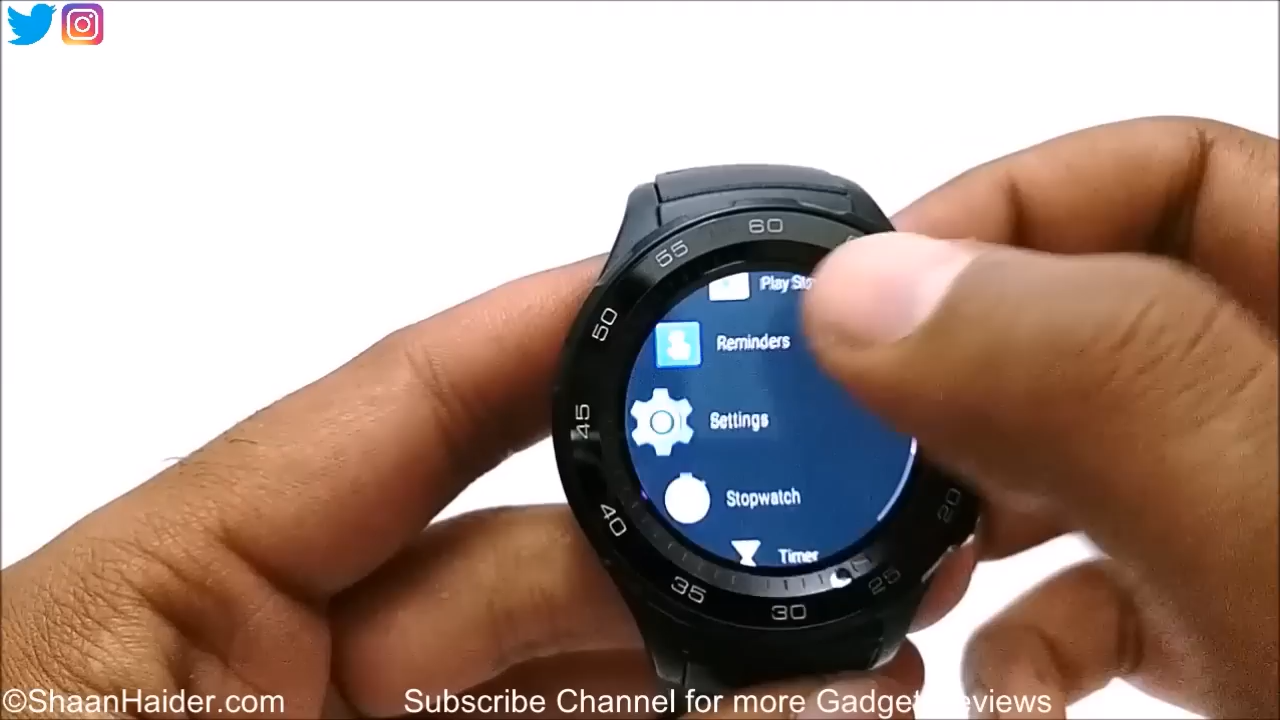 60
55
50
45
40
35
30
25
20
Play Sto
Reminders
Settings
Stopwatch
Timer
©ShaanHaider.com
Subscribe Channel for more Gadget eviews